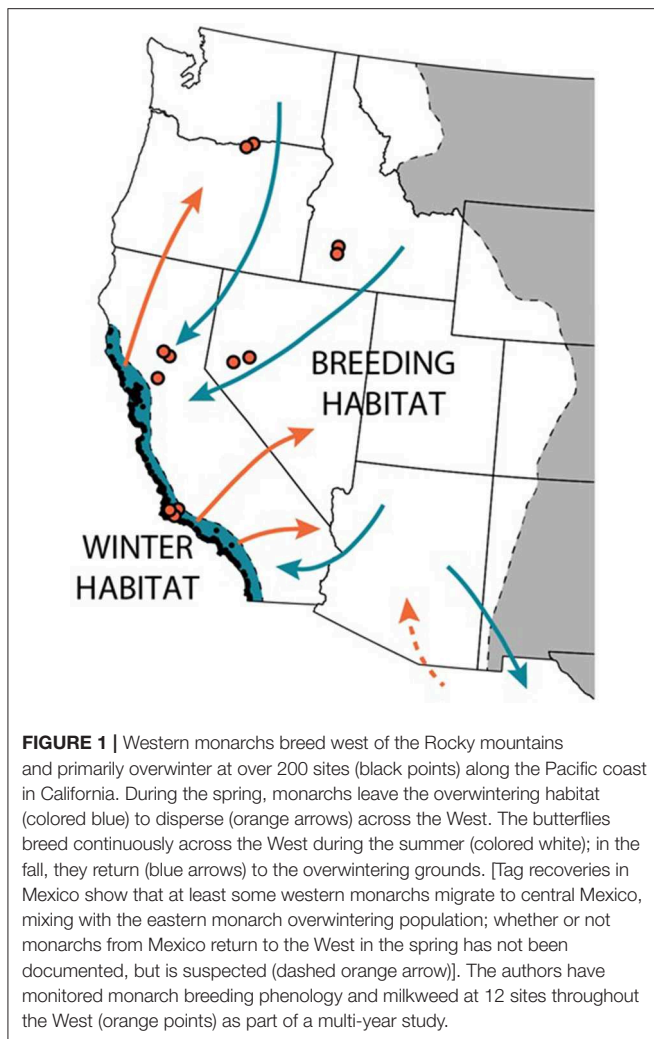 BREEDING
HABITAT
WINTER
HABITAT
FIGURE 1 | Western monarchs breed west of the Rocky mountains
and primarily overwinter at over 200 sites (black points) along the Pacific coast
in California. During the spring, monarchs leave the overwintering habitat
(colored blue) to disperse (orange arrows) across the West. The butterflies
breed continuously across the West during the summer (colored white); in the
fall, they return (blue arrows) to the overwintering grounds. [Tag recoveries in
Mexico show that at least some western monarchs migrate to central Mexico,
mixing with the eastern monarch overwintering population; whether or not
monarchs from Mexico return to the West in the spring has not been
documented, but is suspected (dashed orange arrow)]. The authors have
monitored monarch breeding phenology and milkweed at 12 sites throughout
the West (orange points) as part of a multi-year study.